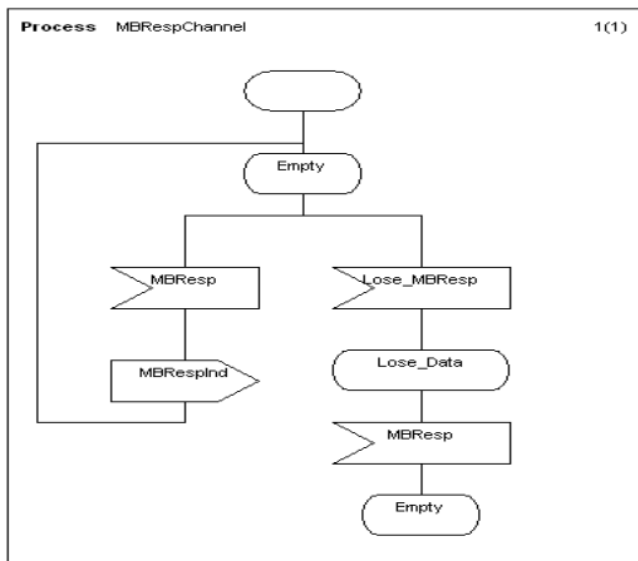 Process MBRespChannel 1(1)
Empty
MBResp
Lose_MBResp
MBRespInd
Lose_Data
MBResp
Empty